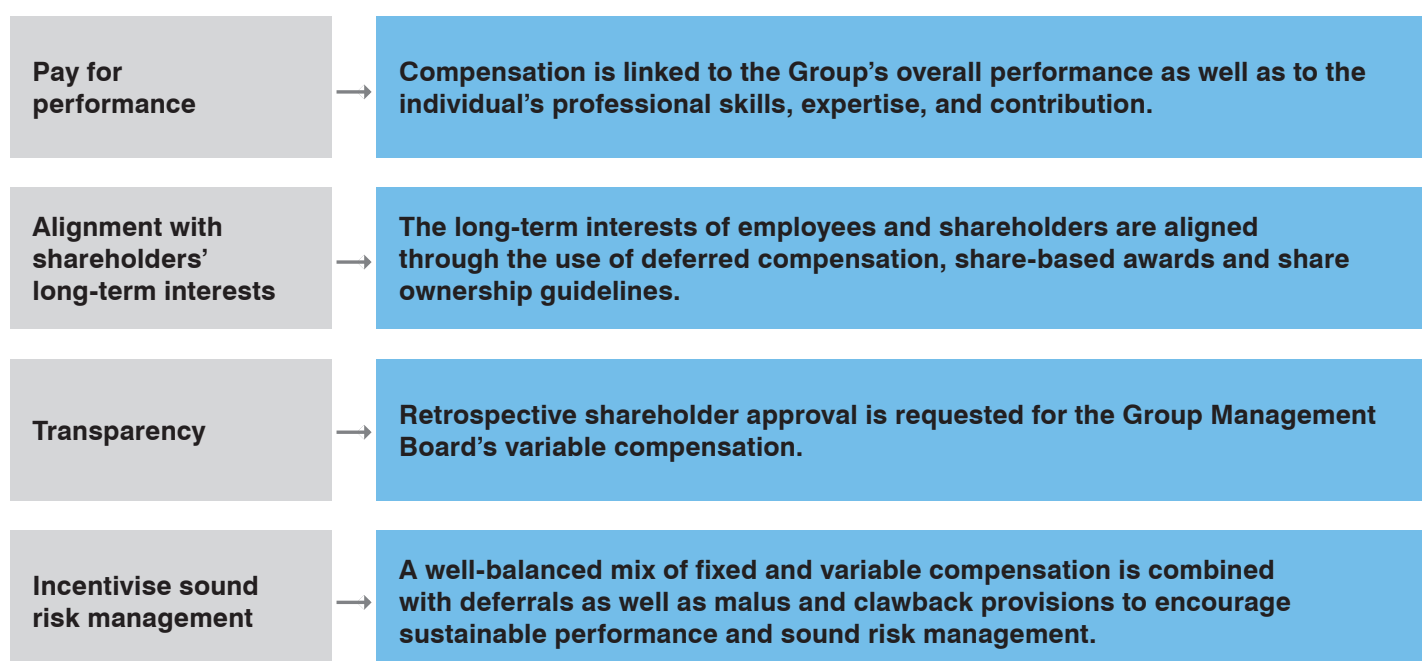 Pay for
performance
Compensation is linked to the Group’s overall performance as well as to the
individual’s professional skills, expertise, and contribution.
Alignment with
shareholders’
long-term interests
The long-term interests of employees and shareholders are aligned
through the use of deferred compensation, share-based awards and share
ownership guidelines.
Transparency
Retrospective shareholder approval is requested for the Group Management
Board’s variable compensation.
Incentivise sound
risk management
A well-balanced mix of fixed and variable compensation is combined
with deferrals as well as malus and clawback provisions to encourage
sustainable performance and sound risk management.